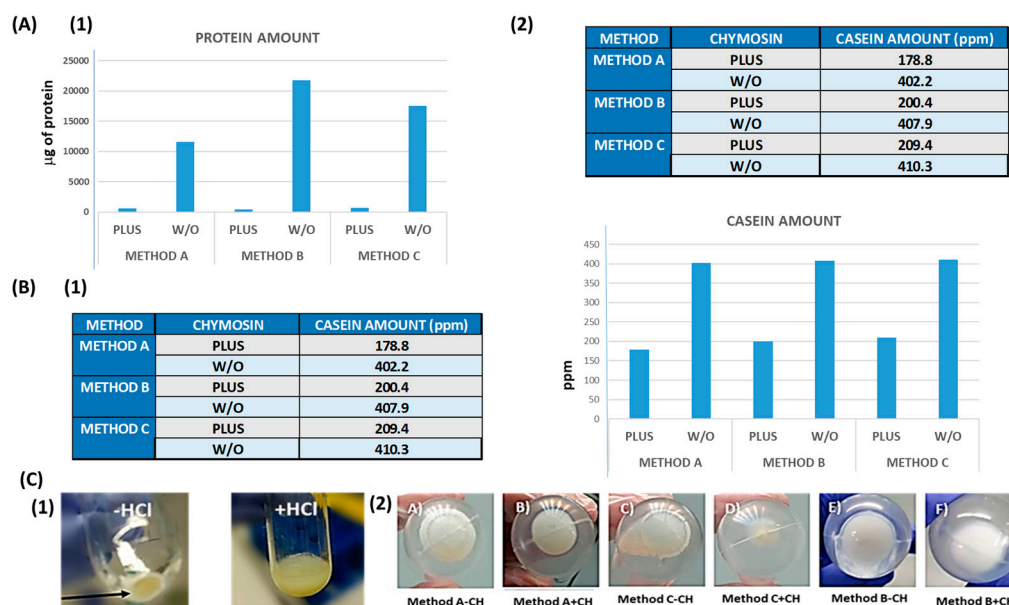 (A) (1)
PROTEIN AMOUNT
µg of protein
25000
20000
15000
10000
5000
0
PLUS W/O PLUS W/O PLUS W/O
METHOD A METHOD B METHOD C
(2)
METHOD CHYMOSIN CASEIN AMOUNT (ppm)
METHOD A PLUS 178.8
W/O 402.2
METHOD B PLUS 200.4
W/O 407.9
METHOD C PLUS 209.4
W/O 410.3
CASEIN AMOUNT
ppm
450
400
350
300
250
200
150
100
50
0
PLUS W/O PLUS W/O PLUS W/O
METHOD A METHOD B METHOD C
(B) (1)
METHOD CHYMOSIN CASEIN AMOUNT (ppm)
METHOD A PLUS 178.8
W/O 402.2
METHOD B PLUS 200.4
W/O 407.9
METHOD C PLUS 209.4
W/O 410.3
(C)
(1) -HCl +HCl
(2) A) B) C) D) E) F)
Method A-CH Method A+CH Method C-CH Method C+CH Method B-CH Method B+CH